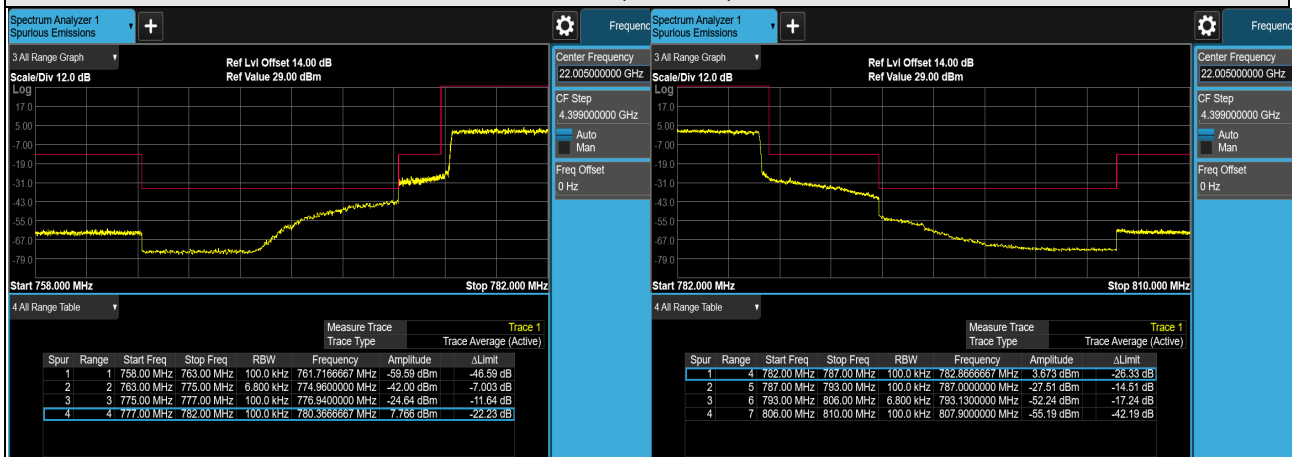 Spectrum Analyzer 1
Spurious Emissions
+
Frequenc
3 All Range Graph
Ref Lvl Offset 14.00 dB
Scale/Div 12.0 dB
Ref Value 29.00 dBm
Log
17.0
5.00
-7.00
-19.0
-31.0
-43.0
-55.0
-67.0
-79.0
Start 758.000 MHz
Stop 782.000 MHz
Center Frequency
22.005000000 GHz
CF Step
4.399000000 GHz
Auto
Man
Freq Offset
0 Hz
4 All Range Table
Measure Trace Trace 1
Trace Type Trace Average (Active)
Spur Range Start Freq Stop Freq RBW Frequency Amplitude ΔLimit
1 1 758.00 MHz 763.00 MHz 100.0 kHz 761.7166667 MHz -59.59 dBm -46.59 dB
2 2 763.00 MHz 775.00 MHz 6.800 kHz 774.9600000 MHz -42.00 dBm -7.003 dB
3 3 775.00 MHz 777.00 MHz 100.0 kHz 776.9400000 MHz -24.64 dBm -11.64 dB
4 4 777.00 MHz 782.00 MHz 100.0 kHz 780.3666667 MHz 7.766 dBm -22.23 dB
Spectrum Analyzer 1
Spurious Emissions
+
Frequenc
3 All Range Graph
Ref Lvl Offset 14.00 dB
Scale/Div 12.0 dB
Ref Value 29.00 dBm
Log
17.0
5.00
-7.00
-19.0
-31.0
-43.0
-55.0
-67.0
-79.0
Start 782.000 MHz
Stop 810.000 MHz
Center Frequency
22.005000000 GHz
CF Step
4.399000000 GHz
Auto
Man
Freq Offset
0 Hz
4 All Range Table
Measure Trace Trace 1
Trace Type Trace Average (Active)
Spur Range Start Freq Stop Freq RBW Frequency Amplitude ΔLimit
1 4 782.00 MHz 787.00 MHz 100.0 kHz 782.8666667 MHz 3.673 dBm -26.33 dB
2 5 787.00 MHz 793.00 MHz 100.0 kHz 787.0000000 MHz -27.51 dBm -14.51 dB
3 6 793.00 MHz 806.00 MHz 6.800 kHz 793.1300000 MHz -52.24 dBm -17.24 dB
4 7 806.00 MHz 810.00 MHz 100.0 kHz 807.9000000 MHz -55.19 dBm -42.19 dB